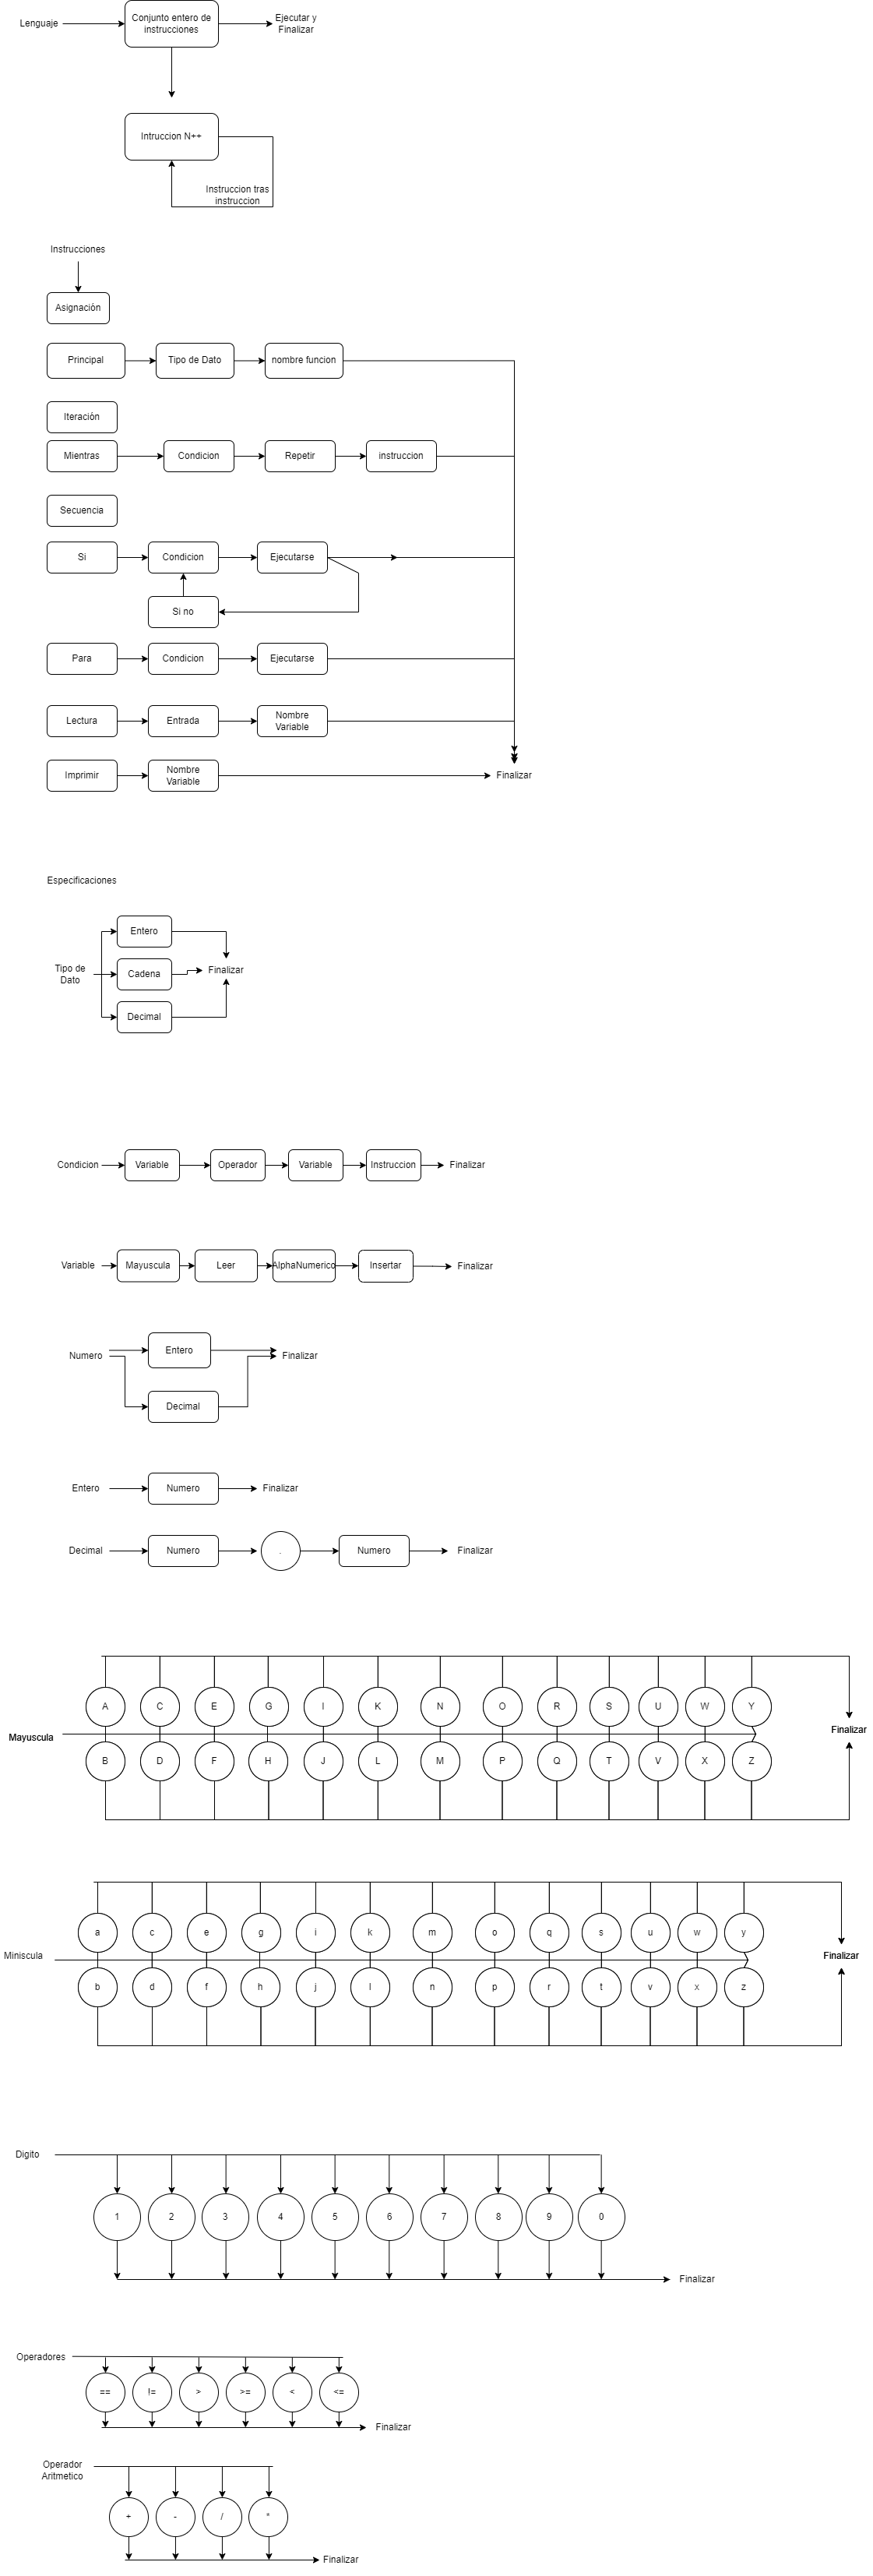 Lenguaje
Conjunto entero de
instrucciones
Ejecutar y
Finalizar
Intruccion N++
Instruccion tras
instruccion
Instrucciones
Asignación
Principal
Tipo de Dato
nombre funcion
Iteración
Mientras
Condicion
Repetir
instruccion
Secuencia
Si
Condicion
Ejecutarse
Si no
Para
Condicion
Ejecutarse
Lectura
Entrada
Nombre
Variable
Imprimir
Nombre
Variable
Finalizar
Especificaciones
Tipo de
Dato
Entero
Cadena
Decimal
Finalizar
Condicion
Variable
Operador
Variable
Instruccion
Finalizar
Variable
Mayuscula
Leer
AlphaNumerico
Insertar
Finalizar
Numero
Entero
Decimal
Finalizar
Entero
Numero
Finalizar
Decimal
Numero
.
Numero
Finalizar
Mayuscula
A C E G I K N O R S U W Y
B D F H J L M P Q T V X Z
Finalizar
Miniscula
a c e g i k m o q s u w y
b d f h j l n p r t v x z
Finalizar
Digito
1 2 3 4 5 6 7 8 9 0
Finalizar
Operadores
== != > >= < <=
Finalizar
Operador
Aritmetico
+ - / *
Finalizar